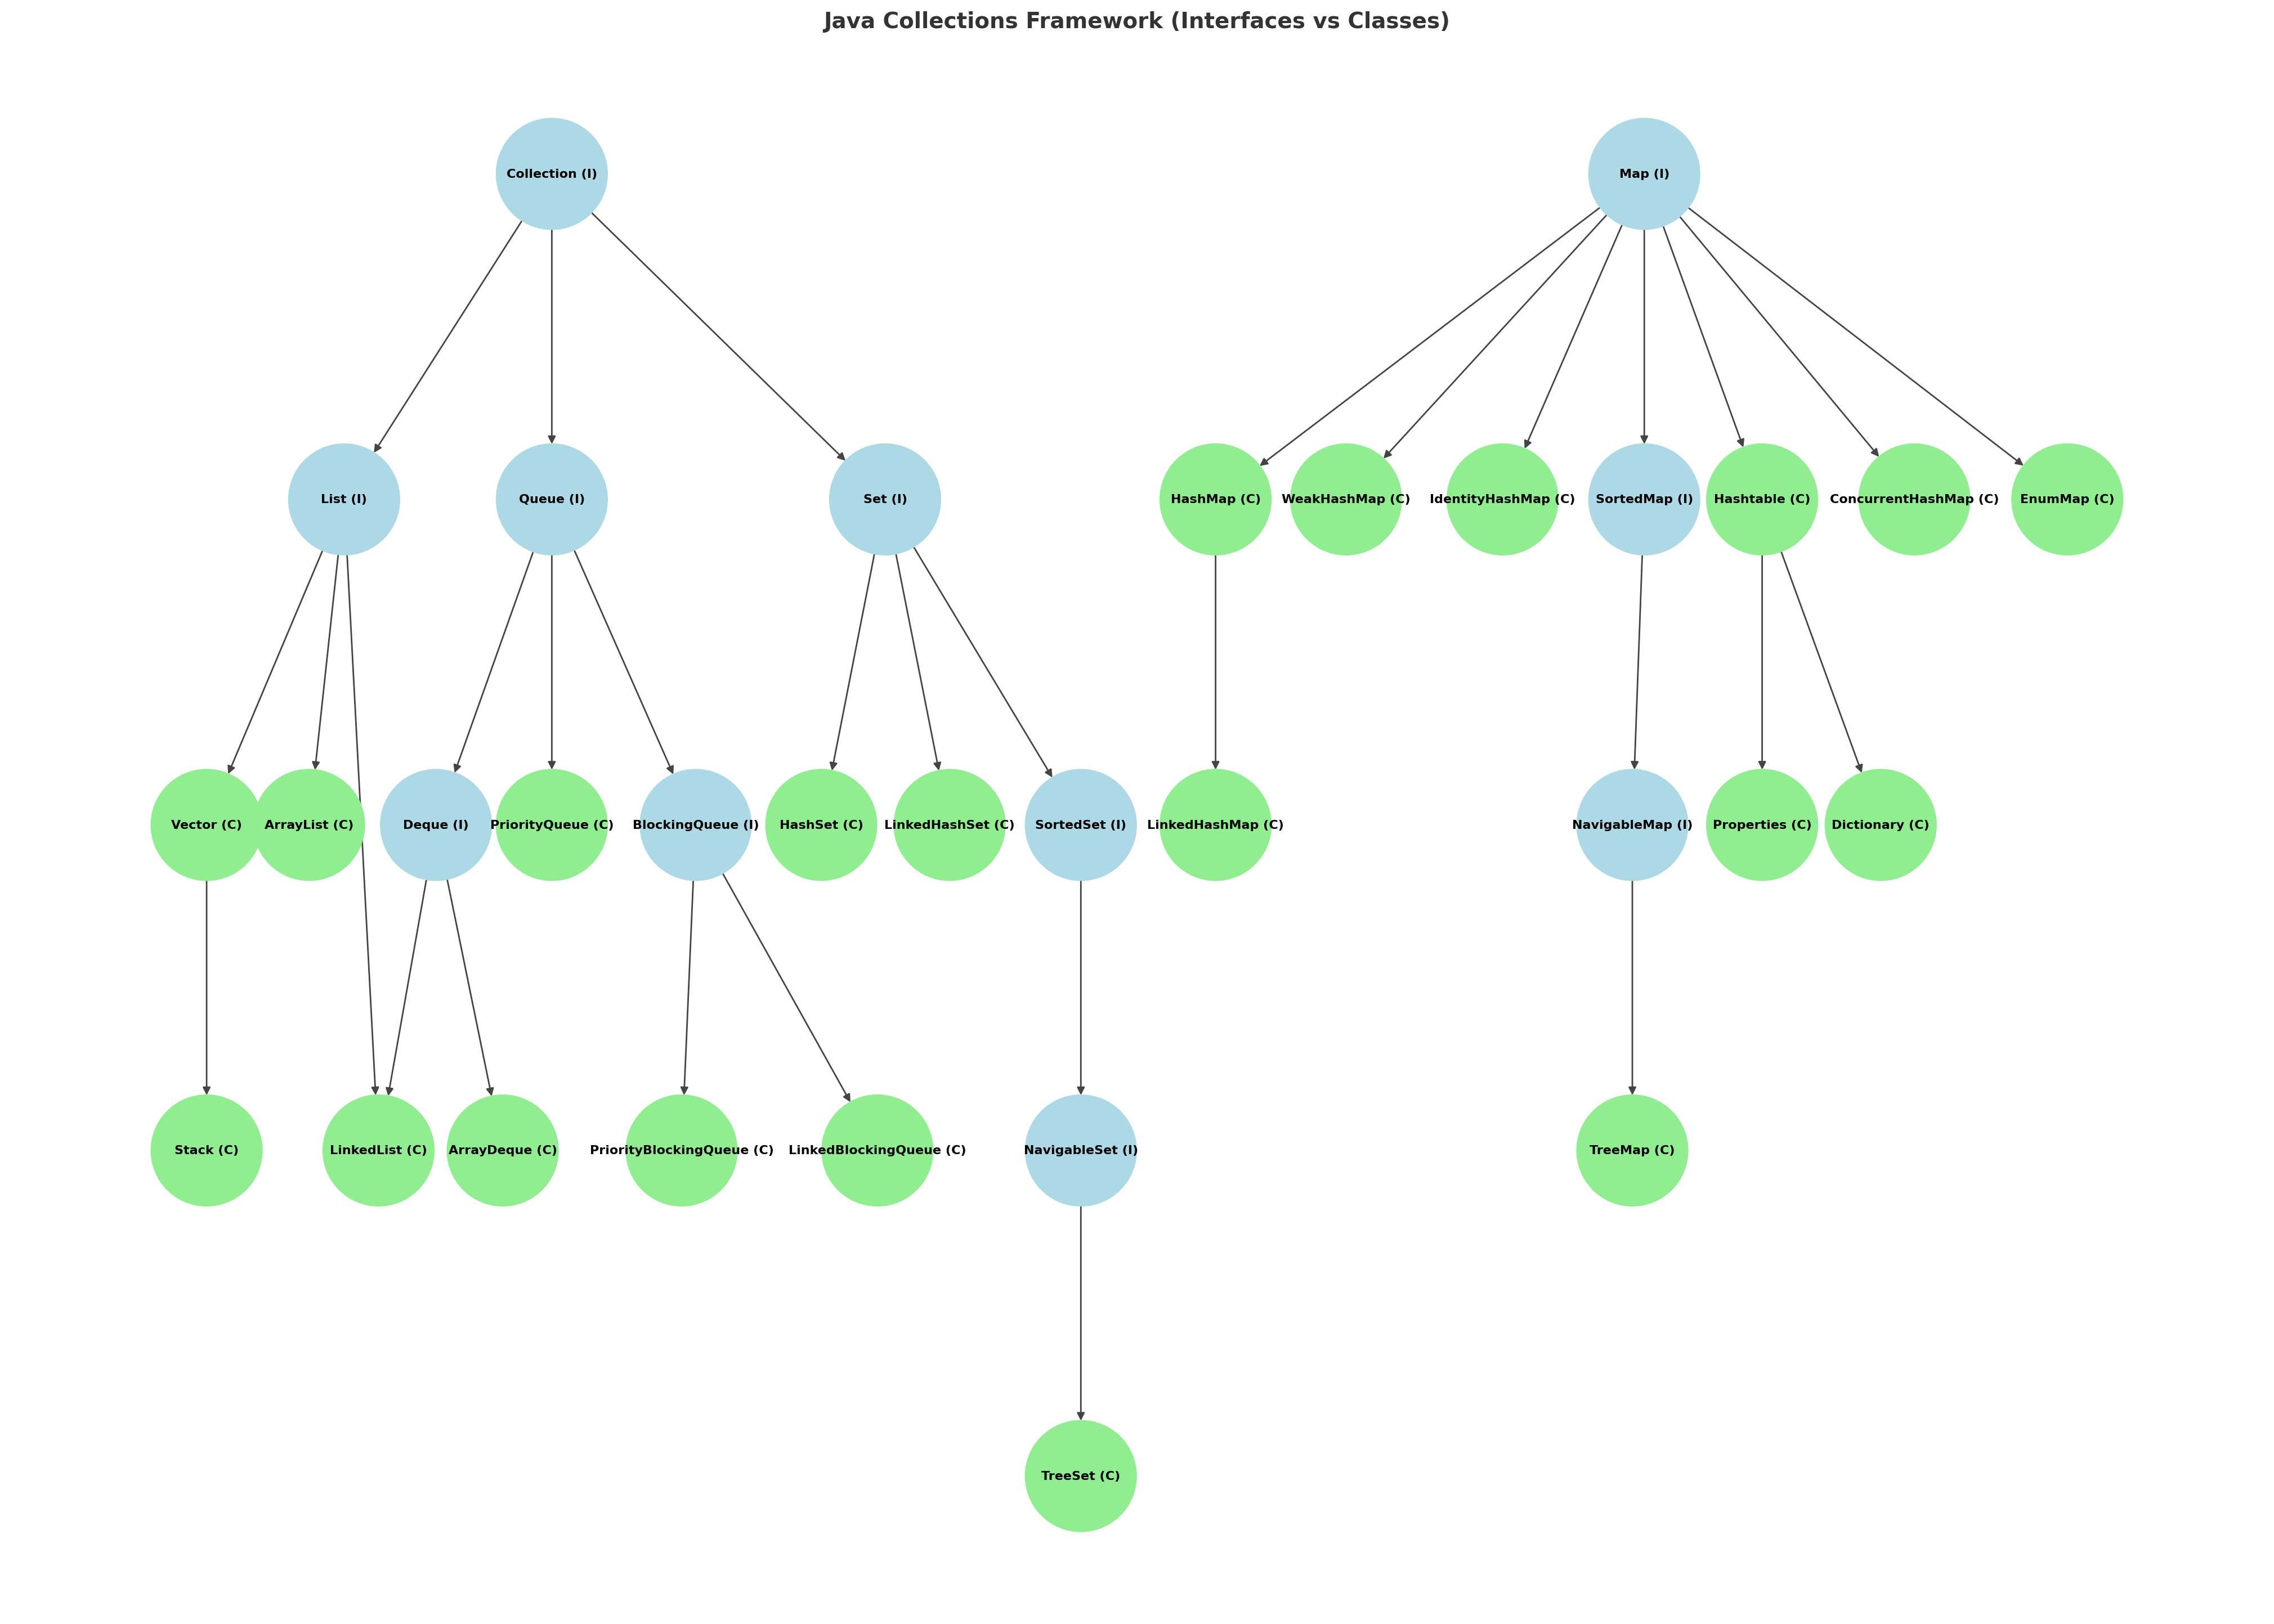 Java Collections Framework (Interfaces vs Classes)
Collection (I)
Map (I)
List (I)
Queue (I)
Set (I)
HashMap (C)
WeakHashMap (C)
IdentityHashMap (C)
SortedMap (I)
Hashtable (C)
ConcurrentHashMap (C)
EnumMap (C)
Vector (C)
ArrayList (C)
Deque (I)
PriorityQueue (C)
BlockingQueue (I)
HashSet (C)
LinkedHashSet (C)
SortedSet (I)
LinkedHashMap (C)
NavigableMap (I)
Properties (C)
Dictionary (C)
Stack (C)
LinkedList (C)
ArrayDeque (C)
PriorityBlockingQueue (C)
LinkedBlockingQueue (C)
NavigableSet (I)
TreeMap (C)
TreeSet (C)